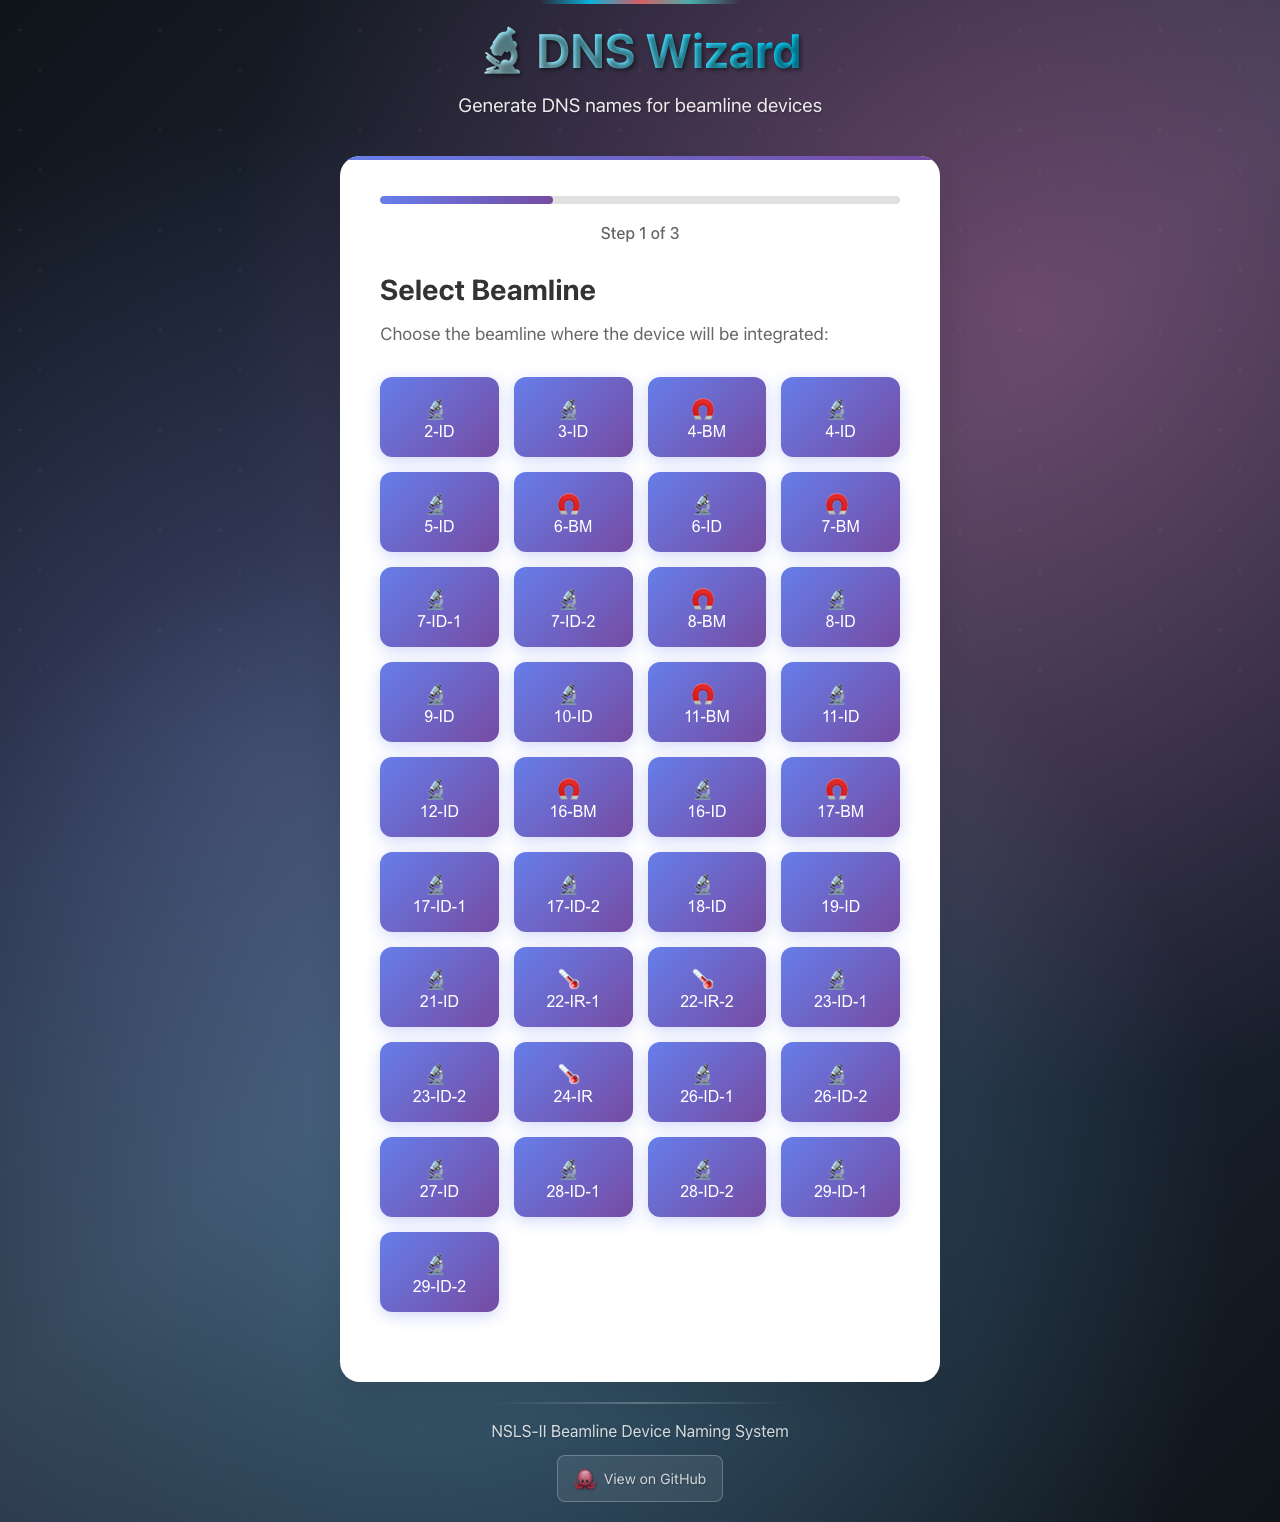 DNS Wizard
Generate DNS names for beamline devices
Step 1 of 3
Select Beamline
Choose the beamline where the device will be integrated:
2-ID
3-ID
4-BM
4-ID
5-ID
6-BM
6-ID
7-BM
7-ID-1
7-ID-2
8-BM
8-ID
9-ID
10-ID
11-BM
11-ID
12-ID
16-BM
16-ID
17-BM
17-ID-1
17-ID-2
18-ID
19-ID
21-ID
22-IR-1
22-IR-2
23-ID-1
23-ID-2
24-IR
26-ID-1
26-ID-2
27-ID
28-ID-1
28-ID-2
29-ID-1
29-ID-2
NSLS-II Beamline Device Naming System
View on GitHub